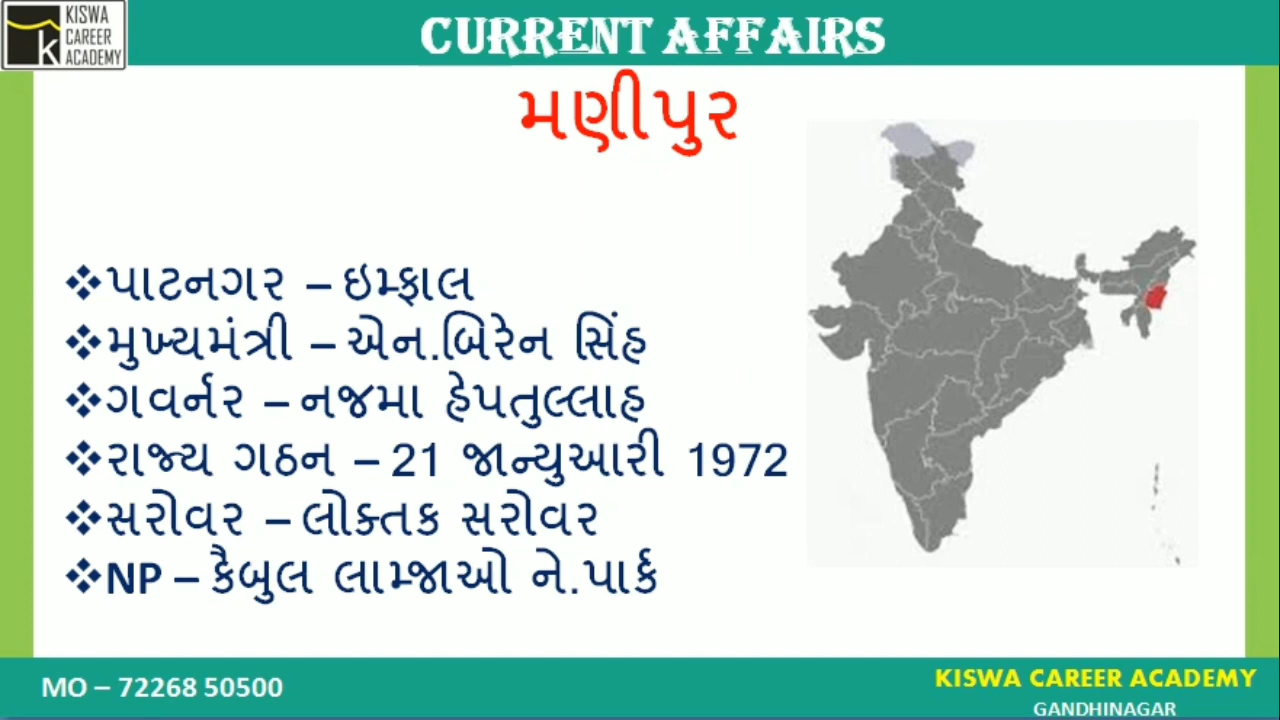 KISWA
CAREER
ACADEMY
CURRENT AFFAIRS
મણીપુર
❖પાટનગર – ઇમ્ફાલ
❖મુખ્યમંત્રી – એન.બિરેન સિંહ
❖ગવર્નર – નજમા હેપતુલ્લાહ
❖રાજ્ય ગઠન – 21 જાન્યુઆરી 1972
❖સરોવર – લોક્તક સરોવર
❖NP – કૈબુલ લામ્જાઓ ને.પાર્ક
MO – 72268 50500
KISWA CAREER ACADEMY
GANDHINAGAR